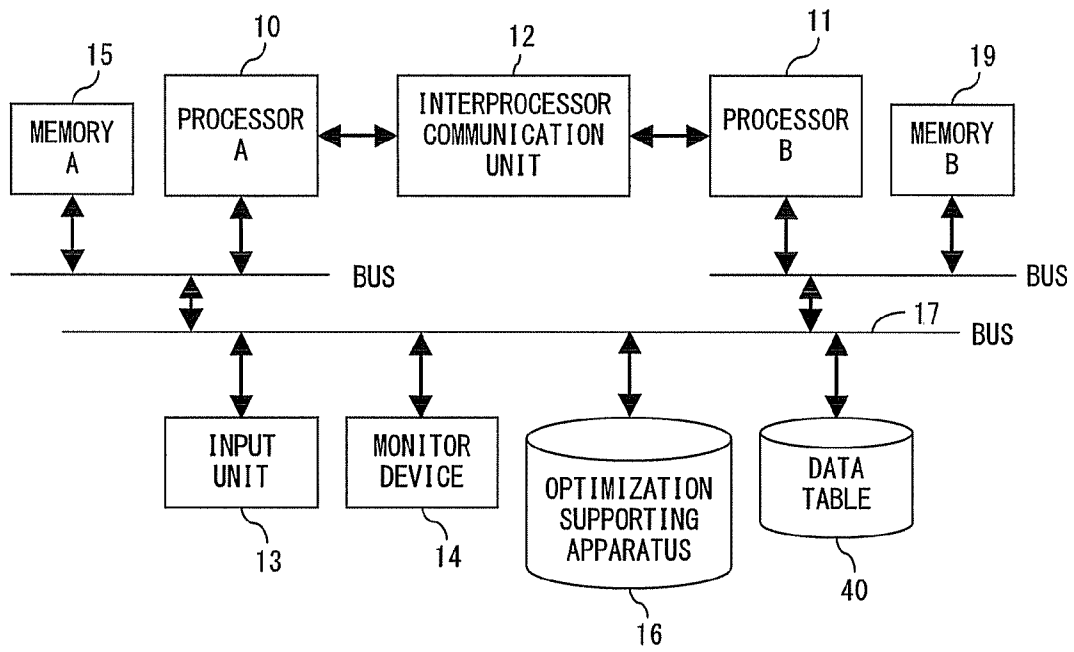 10
12
11
15
19
MEMORY
A
PROCESSOR
A
INTERPROCESSOR
COMMUNICATION
UNIT
PROCESSOR
B
MEMORY
B
BUS
BUS
17
BUS
INPUT
UNIT
MONITOR
DEVICE
OPTIMIZATION
SUPPORTING
APPARATUS
DATA
TABLE
13
14
16
40